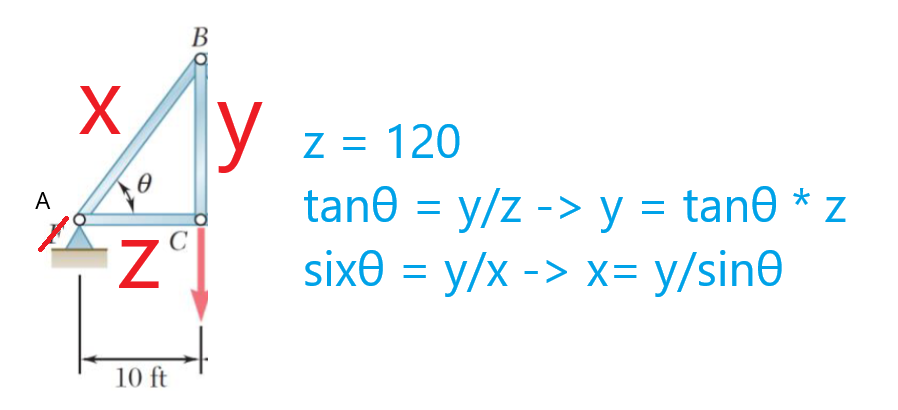 B
x
y
θ
A
F
C
z
10 ft
z = 120
tanθ = y/z -> y = tanθ * z
sixθ = y/x -> x= y/sinθ